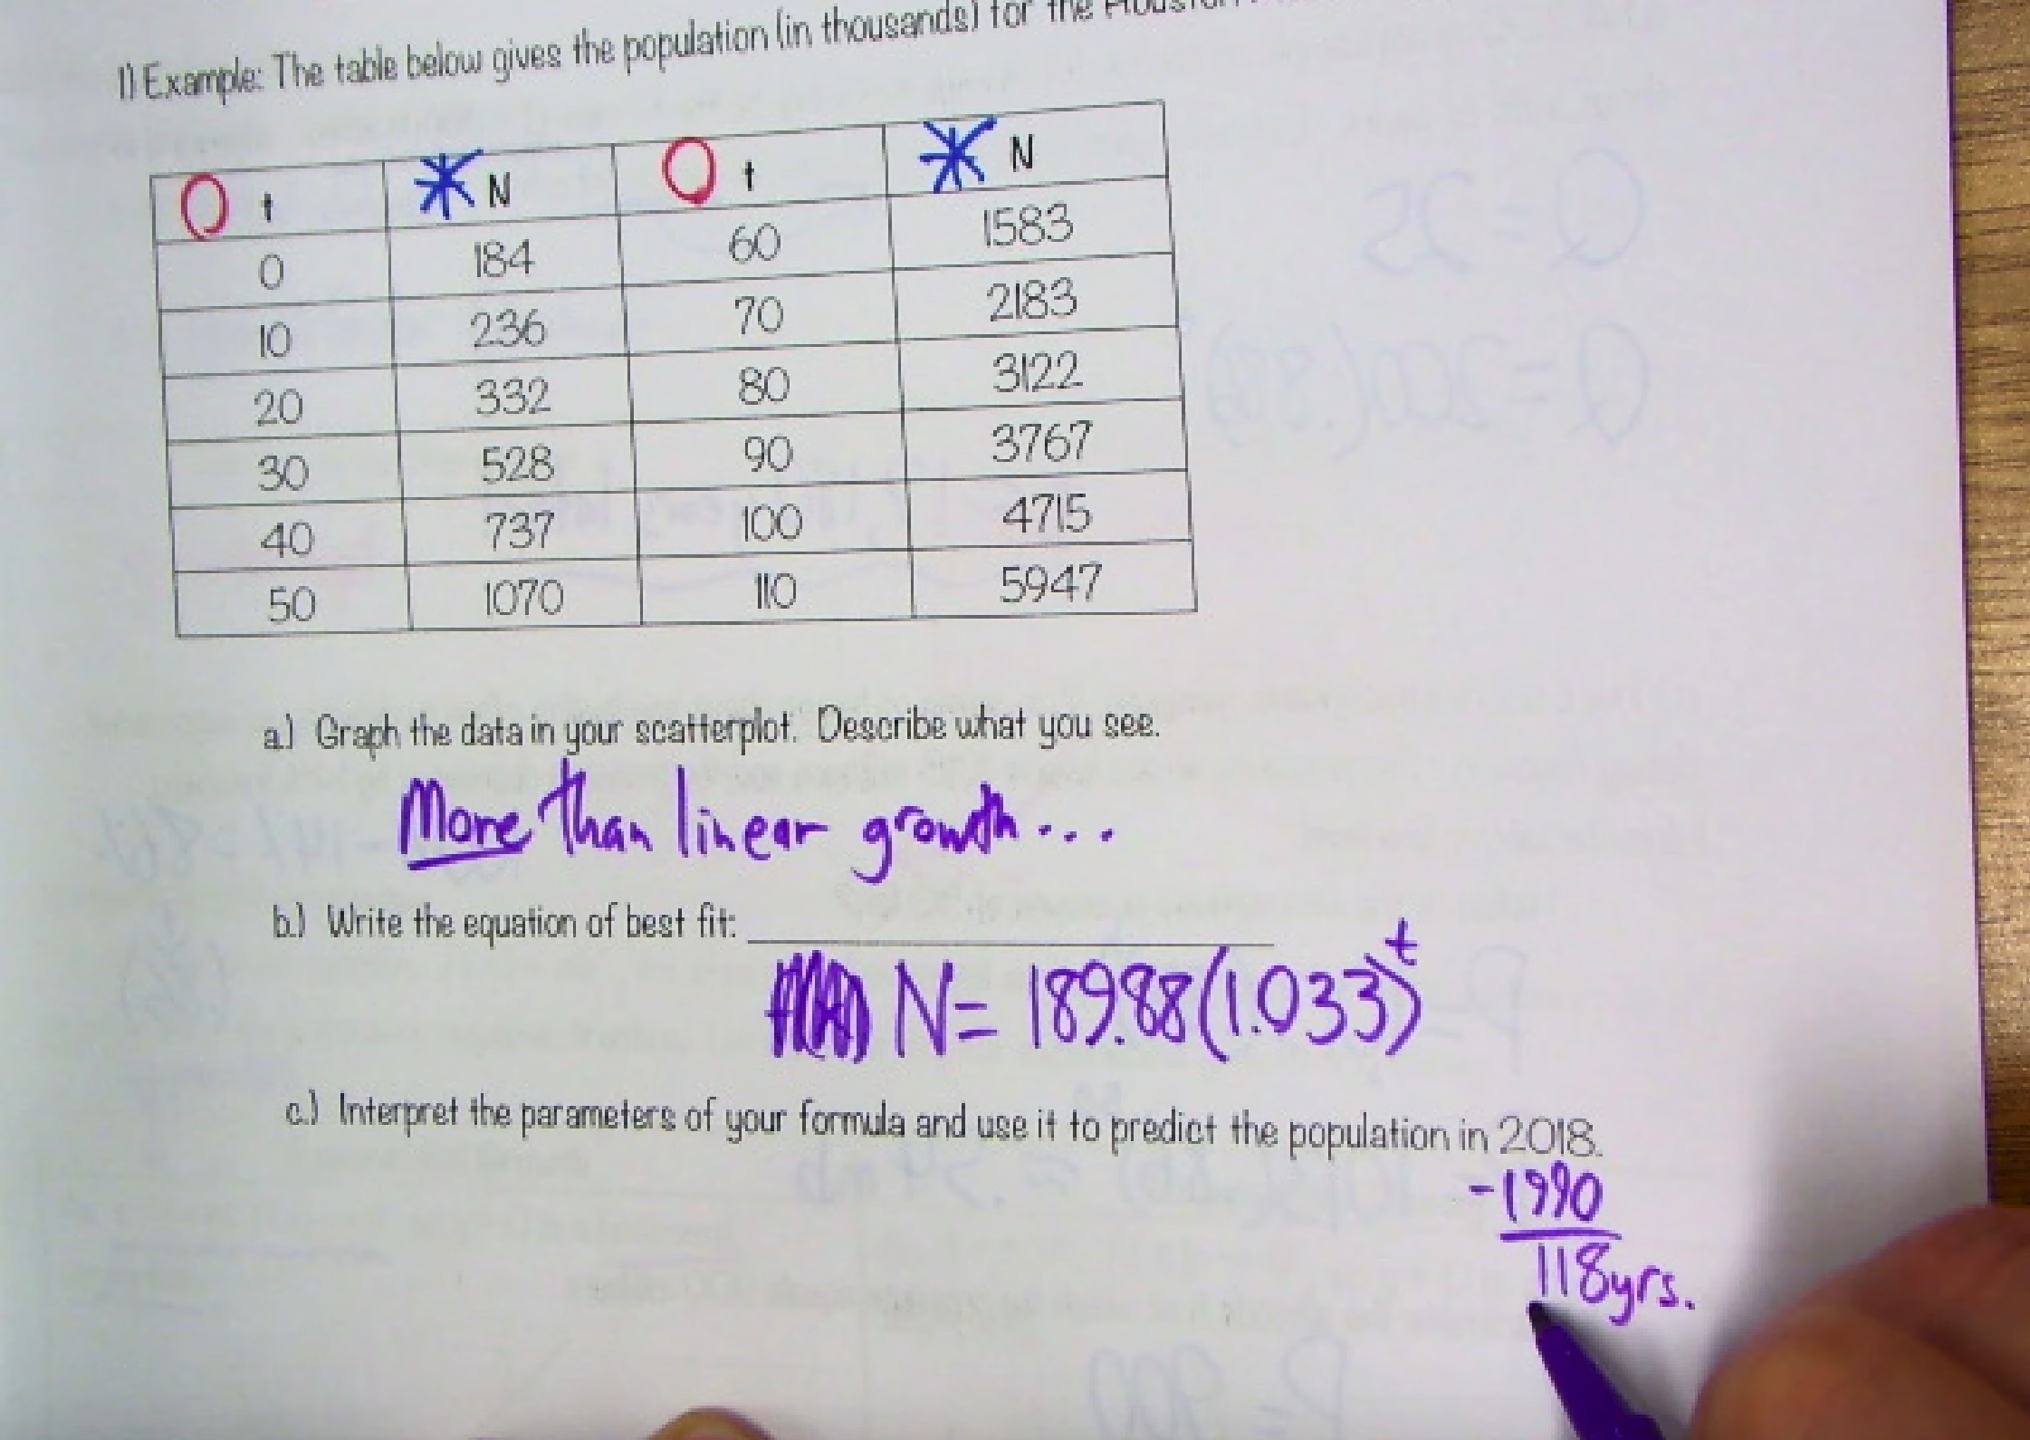 1) Example: The table below gives the population (in thousands) for the
t N t N
0 184 60 1583
10 236 70 2183
20 332 80 3122
30 528 90 3767
40 737 100 4715
50 1070 110 5947
a.) Graph the data in your scatterplot. Describe what you see.
More than linear growth...
b.) Write the equation of best fit:
N = 189.88(1.033)^t
c.) Interpret the parameters of your formula and use it to predict the population in 2018.
-1990
118yrs.